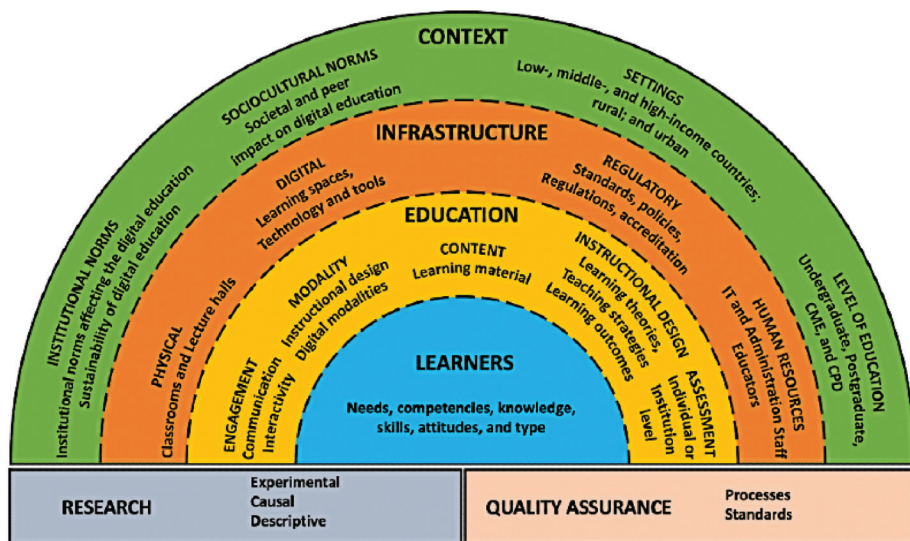 CONTEXT
INSTITUTIONAL NORMS
Institutional norms affecting the digital education
Sustainability of digital education
SOCIOCULTURAL NORMS
Societal and peer
impact on digital education
SETTINGS
Low-, middle-, and high-income countries;
rural; and urban
LEVEL OF EDUCATION
Undergraduate, Postgraduate,
CME, and CPD
INFRASTRUCTURE
PHYSICAL
Classrooms and Lecture halls
DIGITAL
Learning spaces,
Technology and tools
REGULATORY
Standards, policies,
Regulations, accreditation
HUMAN RESOURCES
IT and Administration Staff
Educators
EDUCATION
ENGAGEMENT
Communication
Interactivity
MODALITY
Instructional design
Digital modalities
CONTENT
Learning material
INSTRUCTIONAL DESIGN
Learning theories,
Teaching strategies
Learning outcomes
ASSESSMENT
Individual or
Institution
level
LEARNERS
Needs, competencies, knowledge,
skills, attitudes, and type
RESEARCH
Experimental
Causal
Descriptive
QUALITY ASSURANCE
Processes
Standards